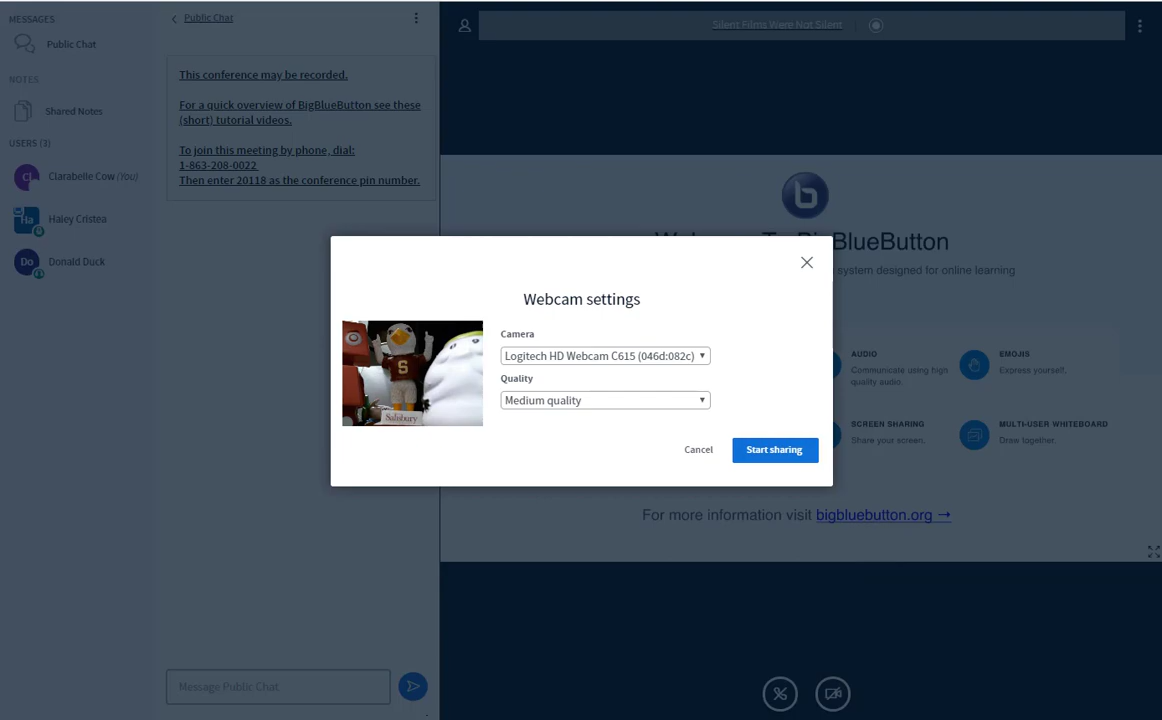 MESSAGES
Public Chat
NOTES
Shared Notes
USERS (3)
Cl
Clarabelle Cow (You)
Ha
Haley Cristea
Do
Donald Duck
Public Chat
This conference may be recorded.
For a quick overview of BigBlueButton see these
(short) tutorial videos.
To join this meeting by phone, dial:
1-863-208-0022
Then enter 20118 as the conference pin number.
Message Public Chat
Silent Films Were Not Silent
b
BlueButton
system designed for online learning
Webcam settings
S
Salisbury
Camera
Logitech HD Webcam C615 (046d:082c)
Quality
Medium quality
Cancel
Start sharing
AUDIO
Communicate using high
quality audio.
EMOJIS
Express yourself.
SCREEN SHARING
Share your screen.
MULTI-USER WHITEBOARD
Draw together.
For more information visit bigbluebutton.org →